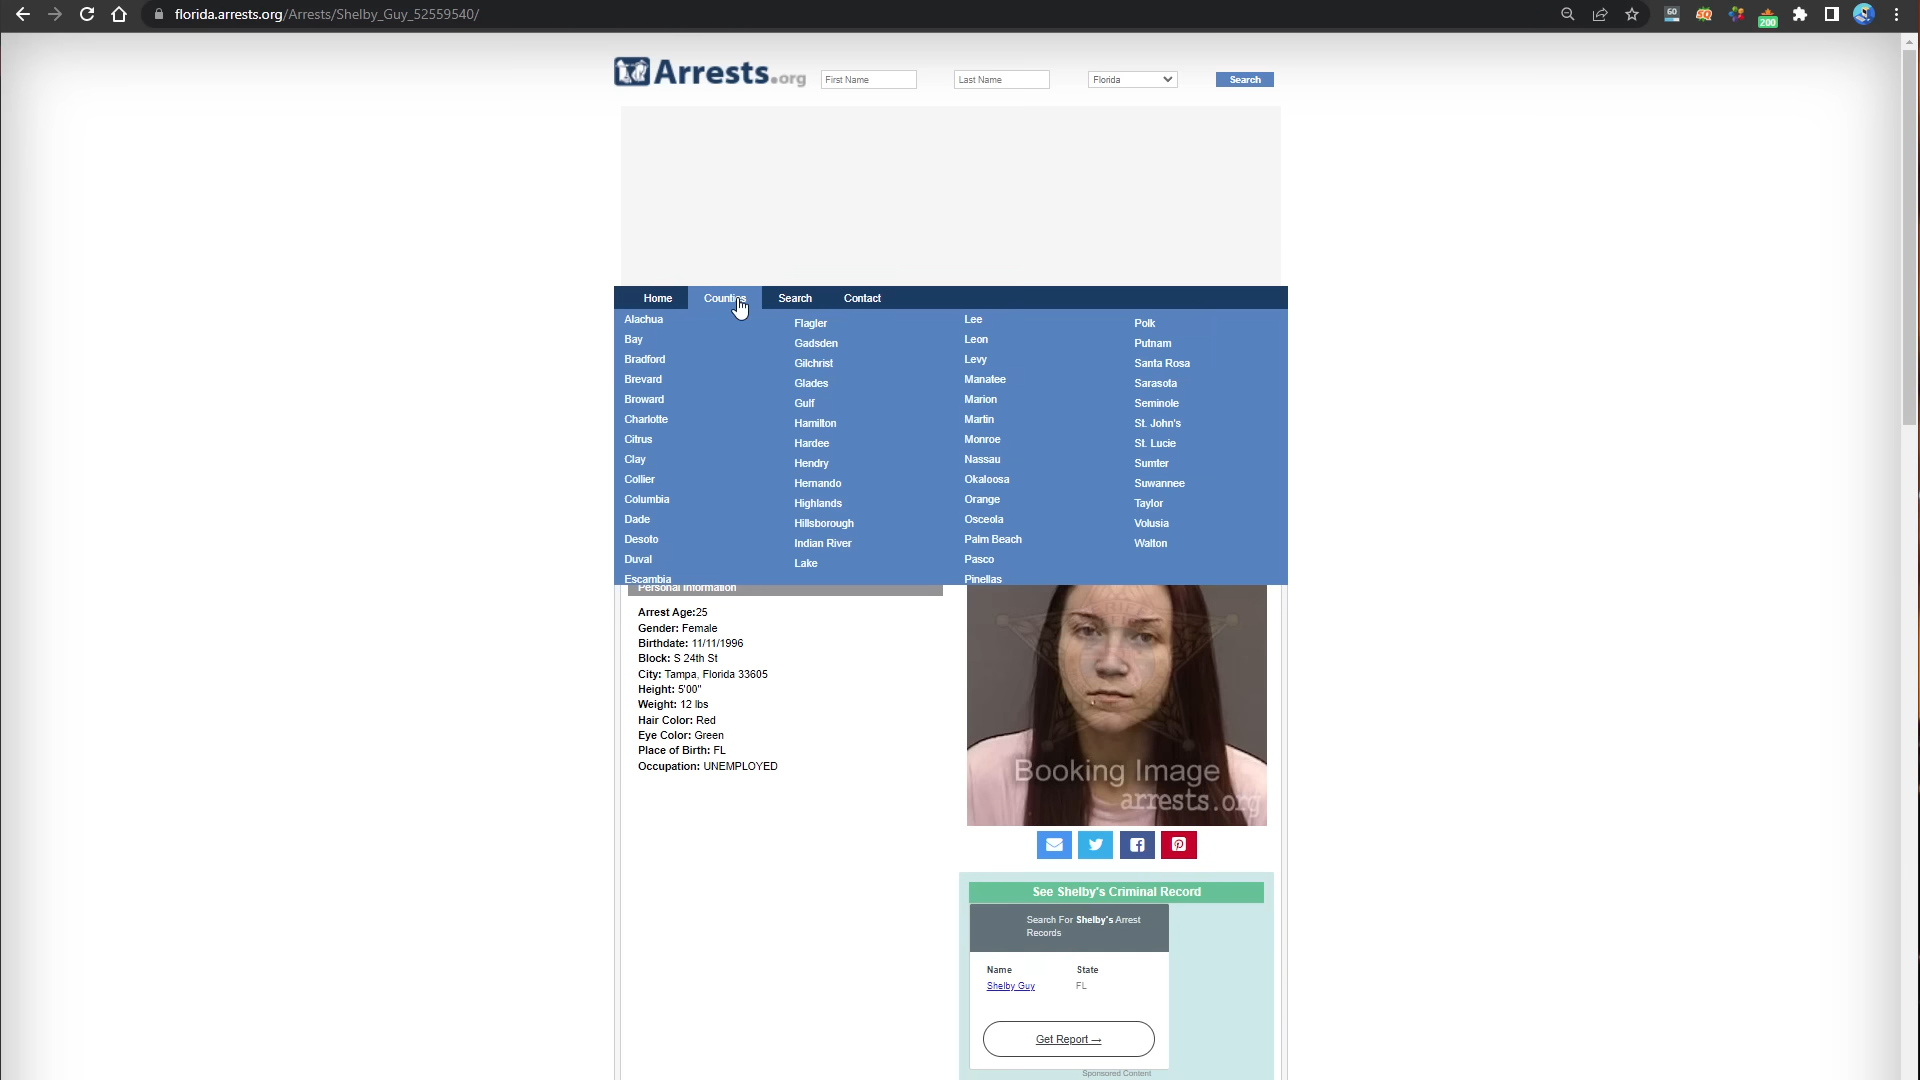 florida.arrests.org/Arrests/Shelby_Guy_52559540/
60
SQ
200
Arrests.org
First Name
Last Name
Florida
Search
Home
Counties
Search
Contact
Alachua
Bay
Bradford
Brevard
Broward
Charlotte
Citrus
Clay
Collier
Columbia
Dade
Desoto
Duval
Escambia
Flagler
Gadsden
Gilchrist
Glades
Gulf
Hamilton
Hardee
Hendry
Hernando
Highlands
Hillsborough
Indian River
Lake
Lee
Leon
Levy
Manatee
Marion
Martin
Monroe
Nassau
Okaloosa
Orange
Osceola
Palm Beach
Pasco
Pinellas
Polk
Putnam
Santa Rosa
Sarasota
Seminole
St. John's
St. Lucie
Sumter
Suwannee
Taylor
Volusia
Walton
Personal Information
Arrest Age:25
Gender: Female
Birthdate: 11/11/1996
Block: S 24th St
City: Tampa, Florida 33605
Height: 5'00"
Weight: 12 lbs
Hair Color: Red
Eye Color: Green
Place of Birth: FL
Occupation: UNEMPLOYED
Booking Image
arrests.org
See Shelby's Criminal Record
Search For Shelby's Arrest
Records
Name State
Shelby Guy FL
Get Report →
Sponsored Content